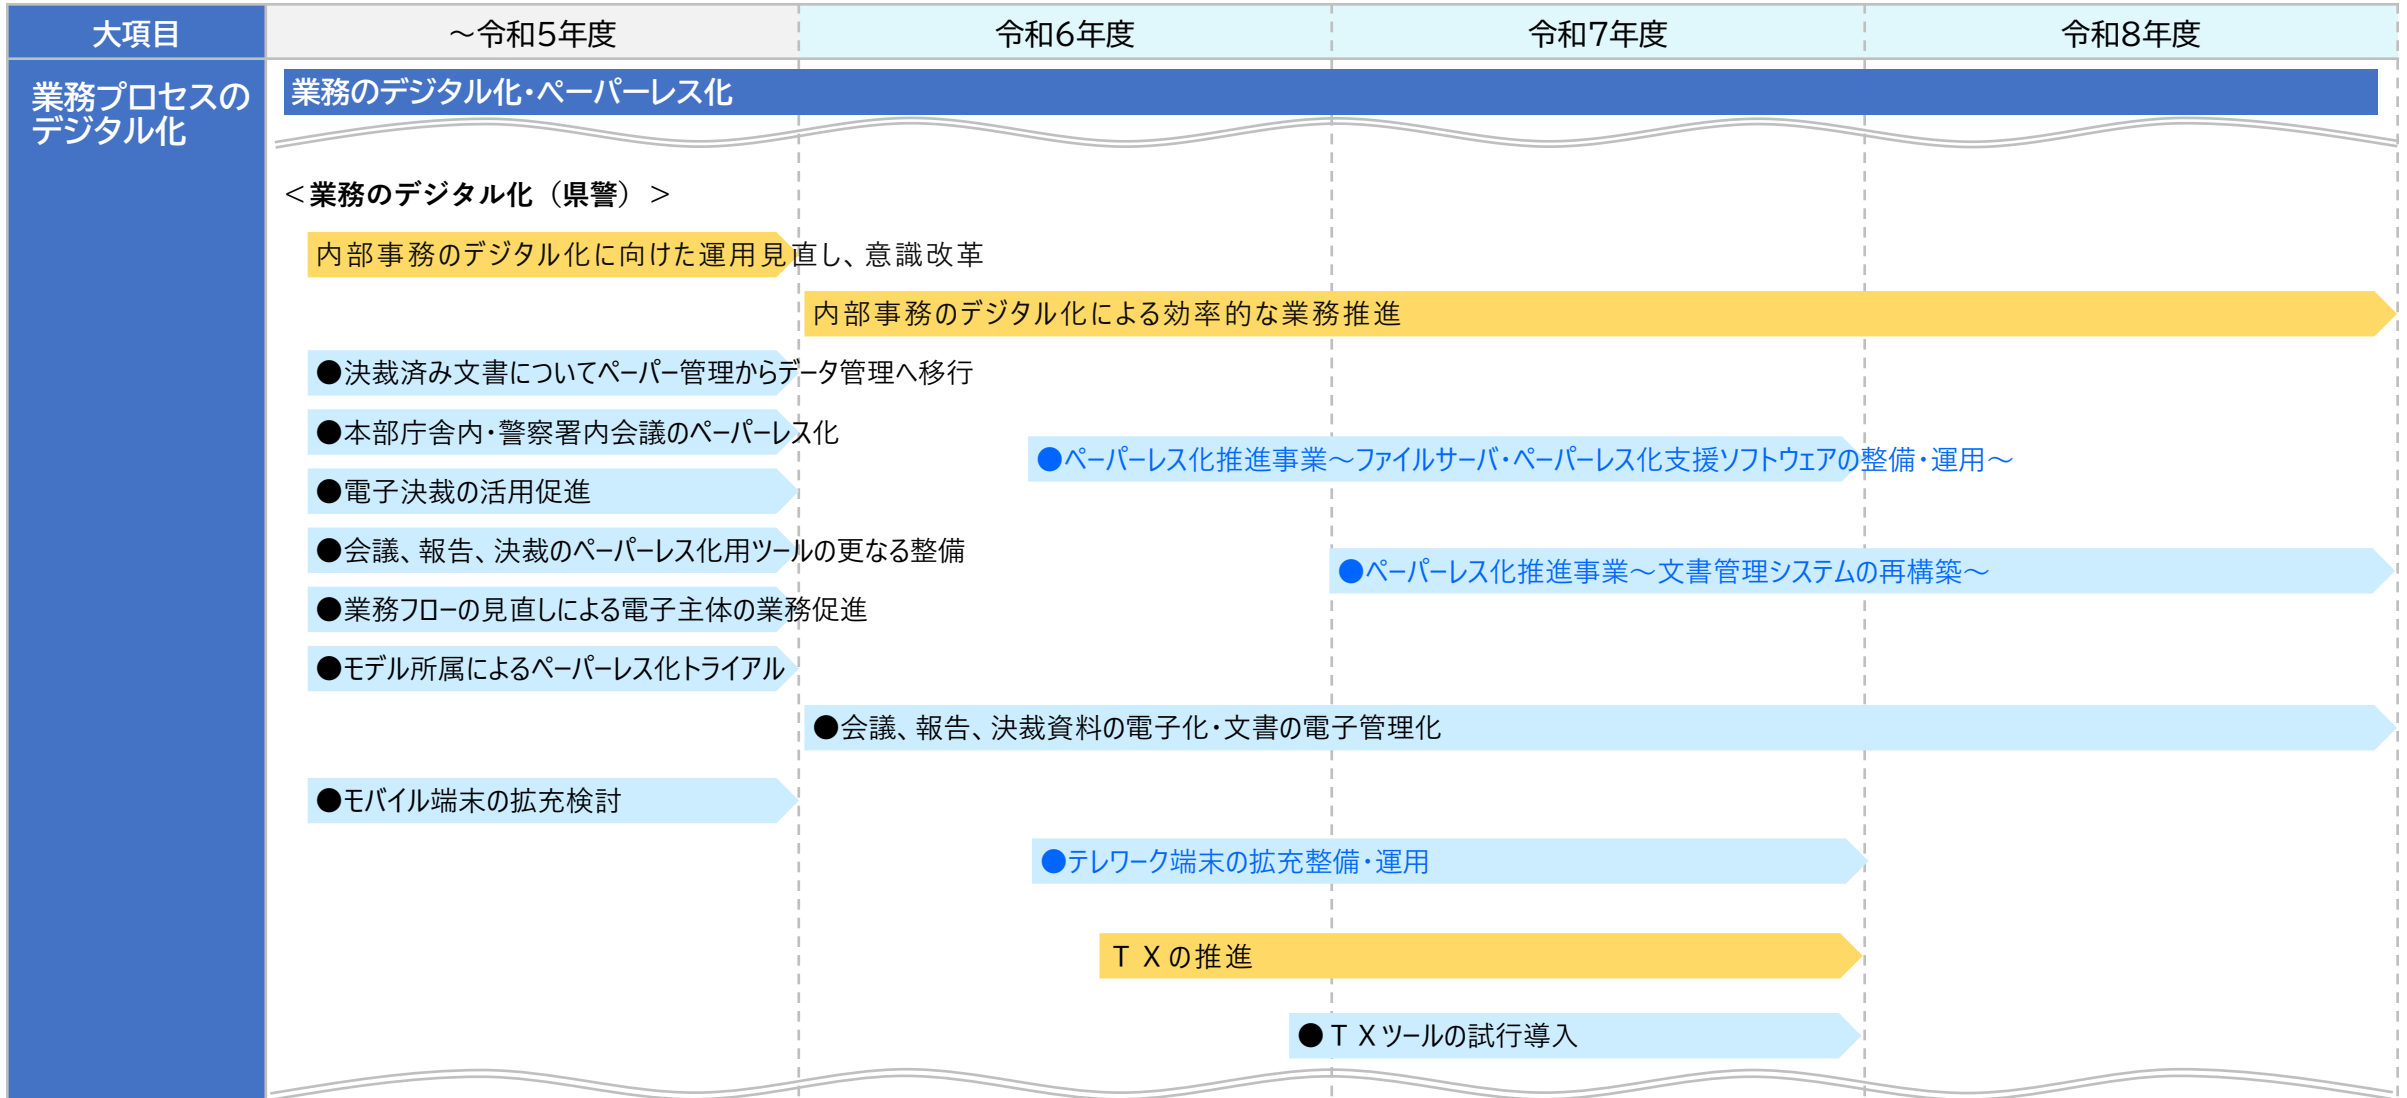 大項目
～令和5年度
令和6年度
令和7年度
令和8年度
業務プロセスの
デジタル化
業務のデジタル化・ペーパーレス化
＜業務のデジタル化（県警）＞
内部事務のデジタル化に向けた運用見直し、意識改革
内部事務のデジタル化による効率的な業務推進
●決裁済み文書についてペーパー管理からデータ管理へ移行
●本部庁舎内・警察署内会議のペーパーレス化
●ペーパーレス化推進事業～ファイルサーバ・ペーパーレス化支援ソフトウェアの整備・運用～
●電子決裁の活用促進
●会議、報告、決裁のペーパーレス化用ツールの更なる整備
●ペーパーレス化推進事業～文書管理システムの再構築～
●業務フローの見直しによる電子主体の業務促進
●モデル所属によるペーパーレス化トライアル
●会議、報告、決裁資料の電子化・文書の電子管理化
●モバイル端末の拡充検討
●テレワーク端末の拡充整備・運用
ＴＸの推進
●ＴＸツールの試行導入